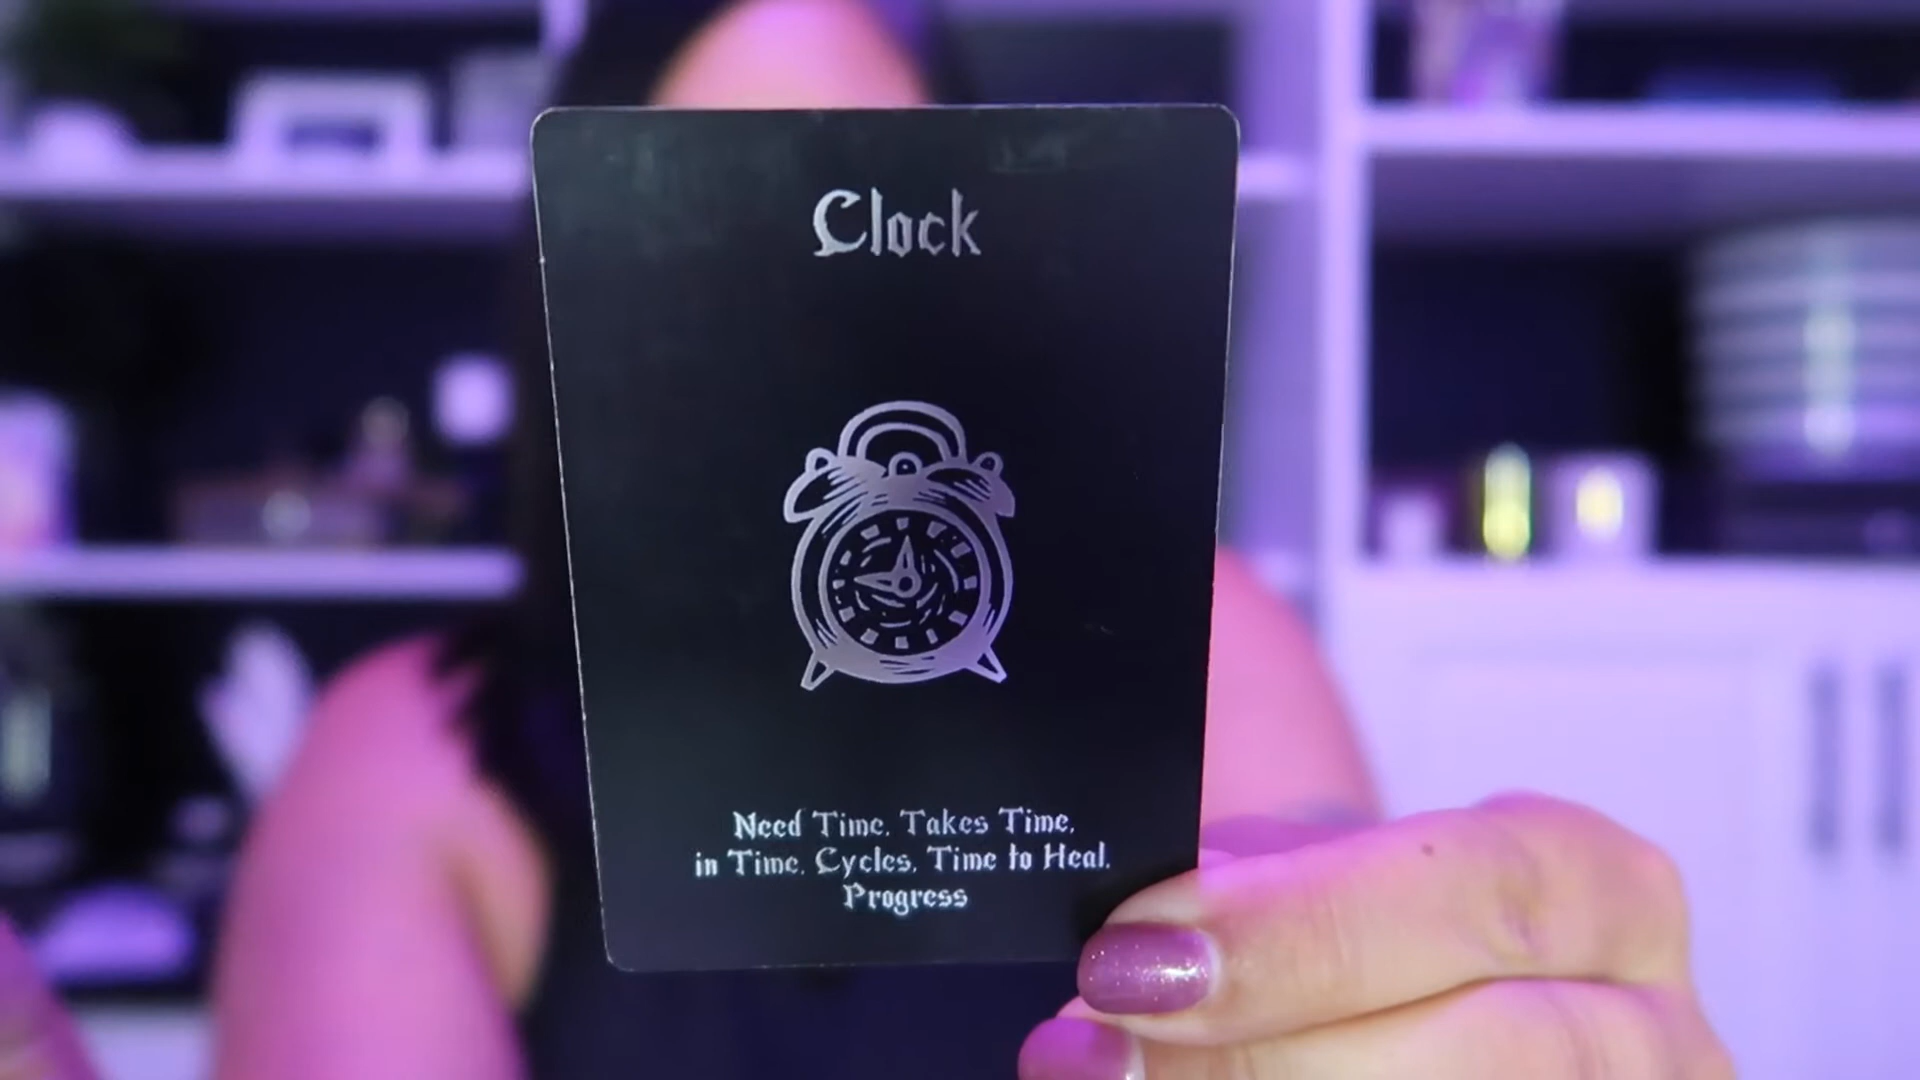 Clock
Need Time, Takes Time,
in Time, Cycles, Time to Heal,
Progress